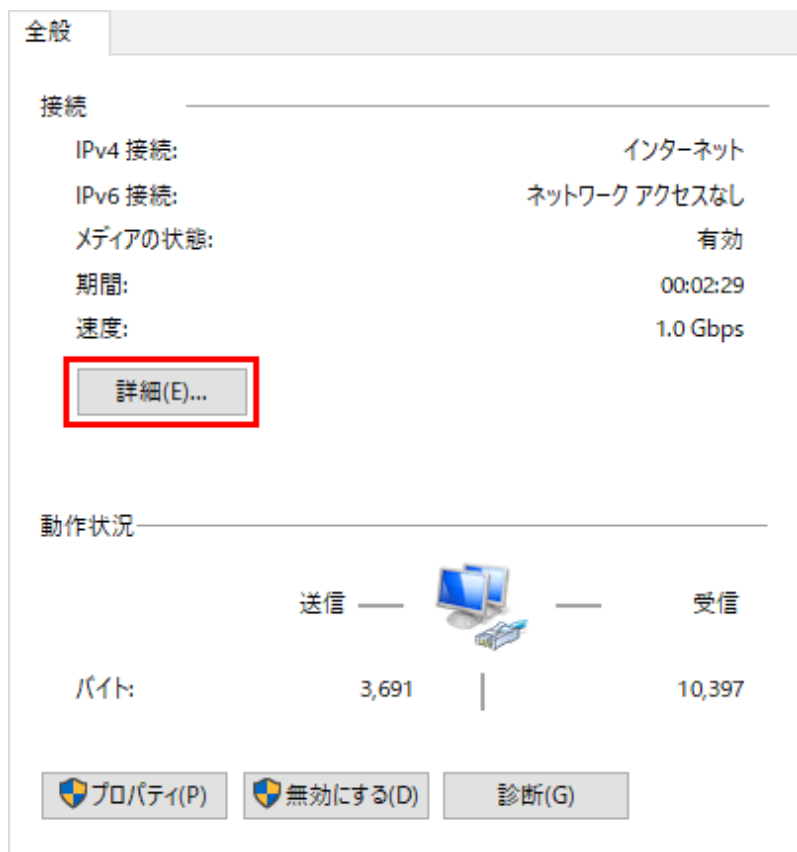 全般
接続
IPv4 接続: インターネット
IPv6 接続: ネットワーク アクセスなし
メディアの状態: 有効
期間: 00:02:29
速度: 1.0 Gbps
詳細(E)...
動作状況
送信 受信
バイト: 3,691 10,397
プロパティ(P) 無効にする(D) 診断(G)